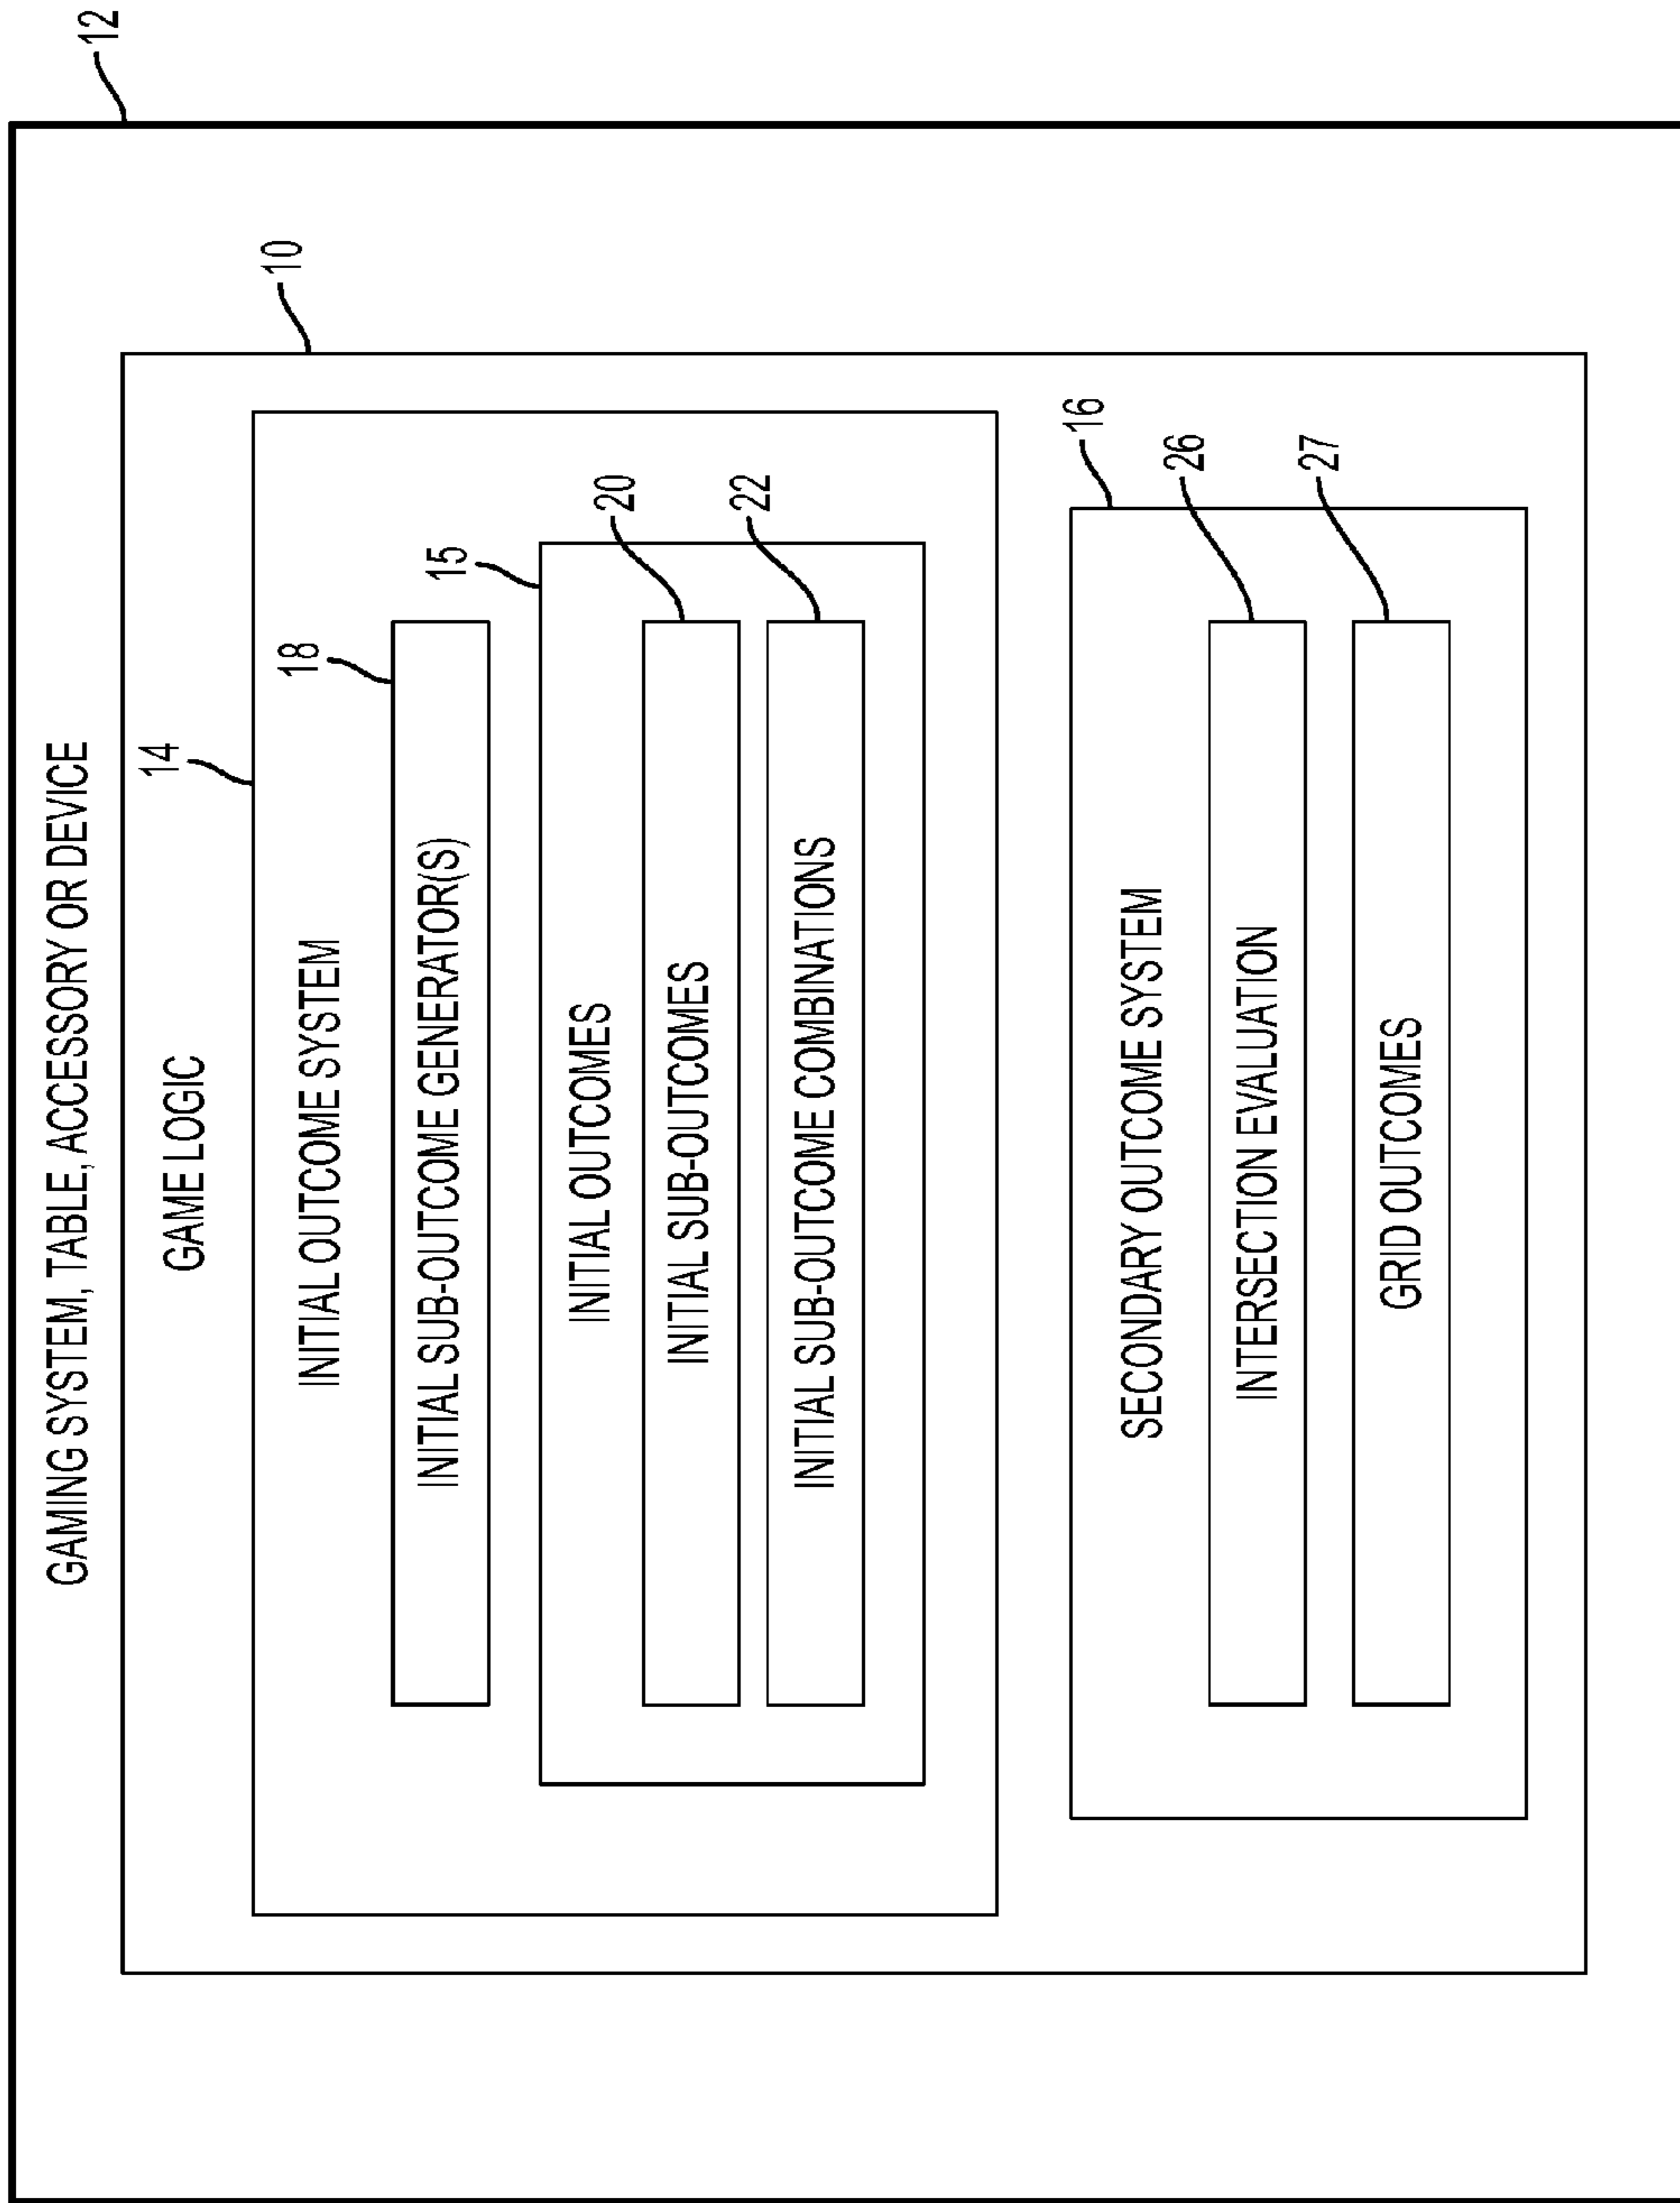 12
GAMING SYSTEM, TABLE, ACCESSORY OR DEVICE
10
GAME LOGIC
14
INITIAL OUTCOME SYSTEM
18
INITIAL SUB-OUTCOME GENERATOR(S)
15
INITIAL OUTCOMES
20
INITIAL SUB-OUTCOMES
22
INITIAL SUB-OUTCOME COMBINATIONS
16
SECONDARY OUTCOME SYSTEM
26
INTERSECTION EVALUATION
27
GRID OUTCOMES